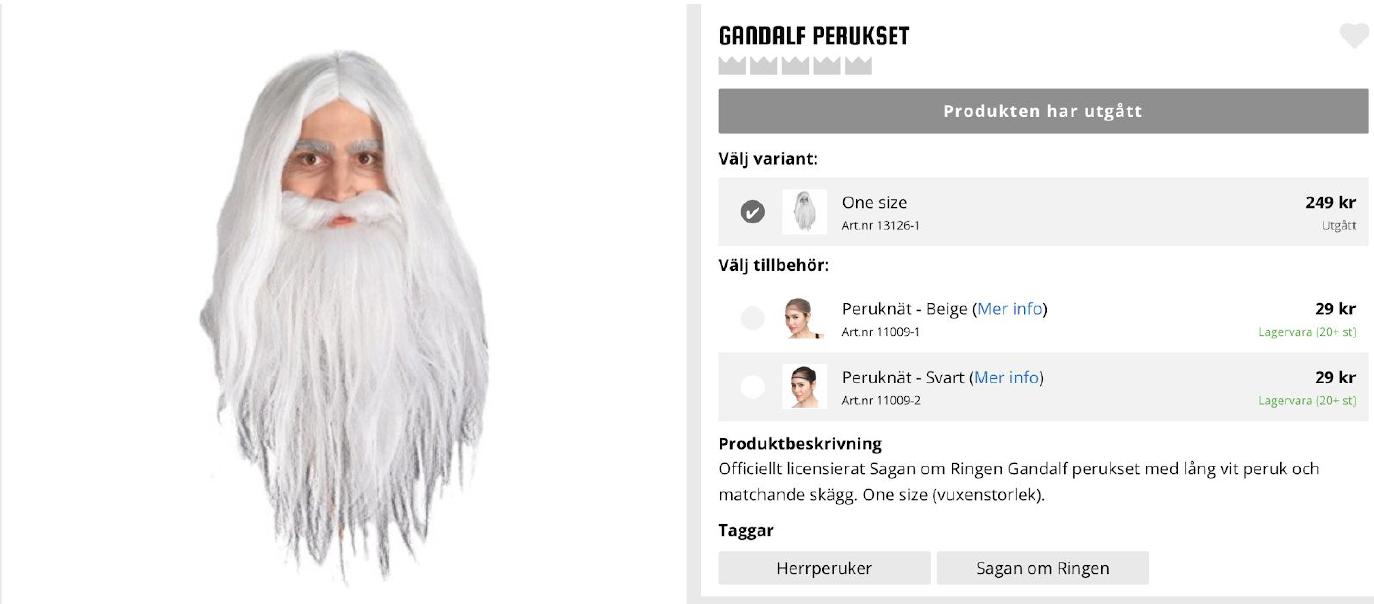 GANDALF PERUKSET
Produkten har utgått
Välj variant:
One size
249 kr
Art.nr 13126-1
Utgått
Välj tillbehör:
Peruknät - Beige (Mer info)
29 kr
Art.nr 11009-1
Lagervara (20+ st)
Peruknät - Svart (Mer info)
29 kr
Art.nr 11009-2
Lagervara (20+ st)
Produktbeskrivning
Officiellt licensierat Sagan om Ringen Gandalf perukset med lång vit peruk och
matchande skägg. One size (vuxenstorlek).
Taggar
Herrperuker
Sagan om Ringen